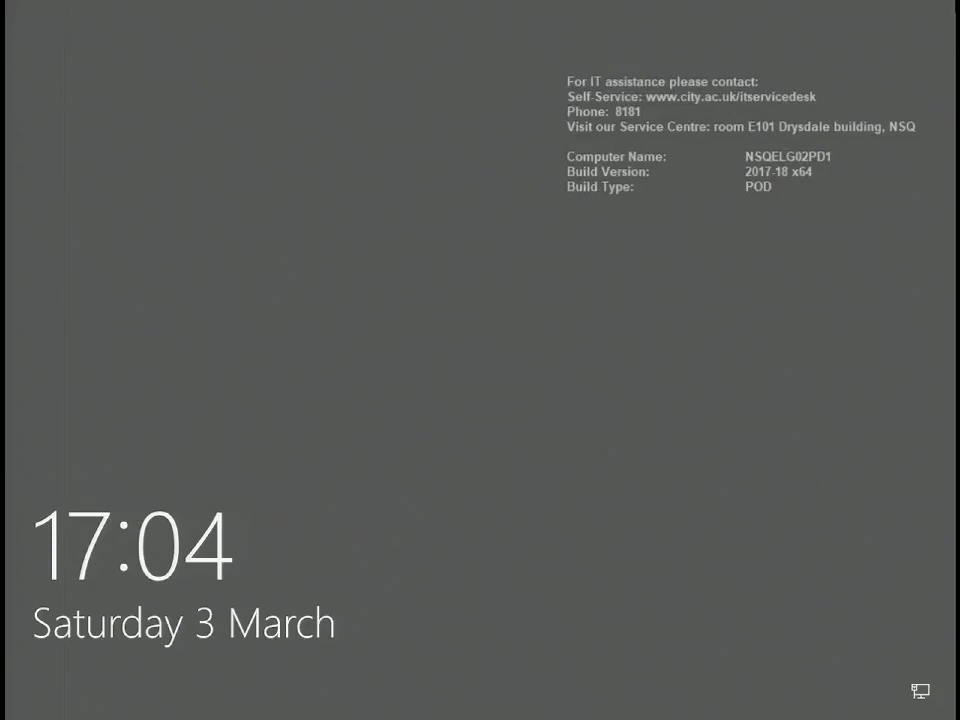 For IT assistance please contact:
Self-Service: www.city.ac.uk/itservicedesk
Phone: 8181
Visit our Service Centre: room E101 Drysdale building, NSQ
Computer Name: NSQELG02PD1
Build Version: 2017-18 x64
Build Type: POD
17:04
Saturday 3 March